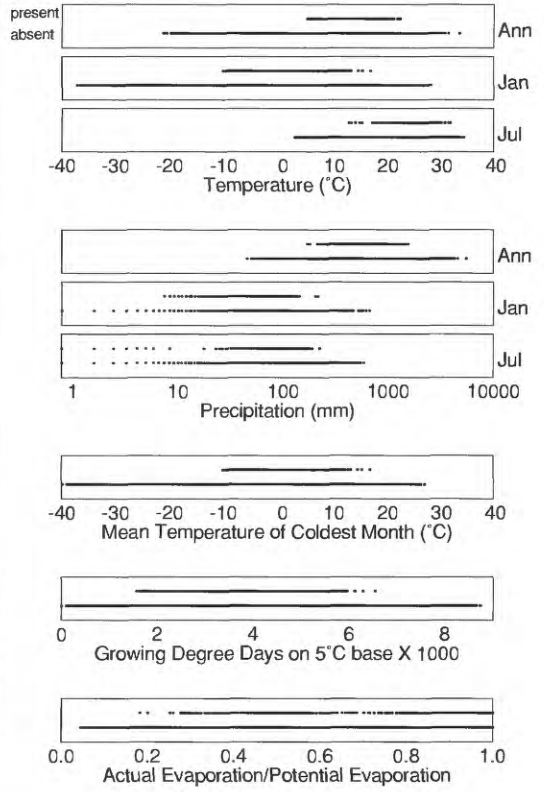 present
absent
Ann
Jan
Jul
-40 -30 -20 -10 0 10 20 30 40
Temperature (˚C)
Ann
Jan
Jul
1 10 100 1000 10000
Precipitation (mm)
-40 -30 -20 -10 0 10 20 30 40
Mean Temperature of Coldest Month (˚C)
0 2 4 6 8
Growing Degree Days on 5˚C base X 1000
0.0 0.2 0.4 0.6 0.8 1.0
Actual Evaporation/Potential Evaporation